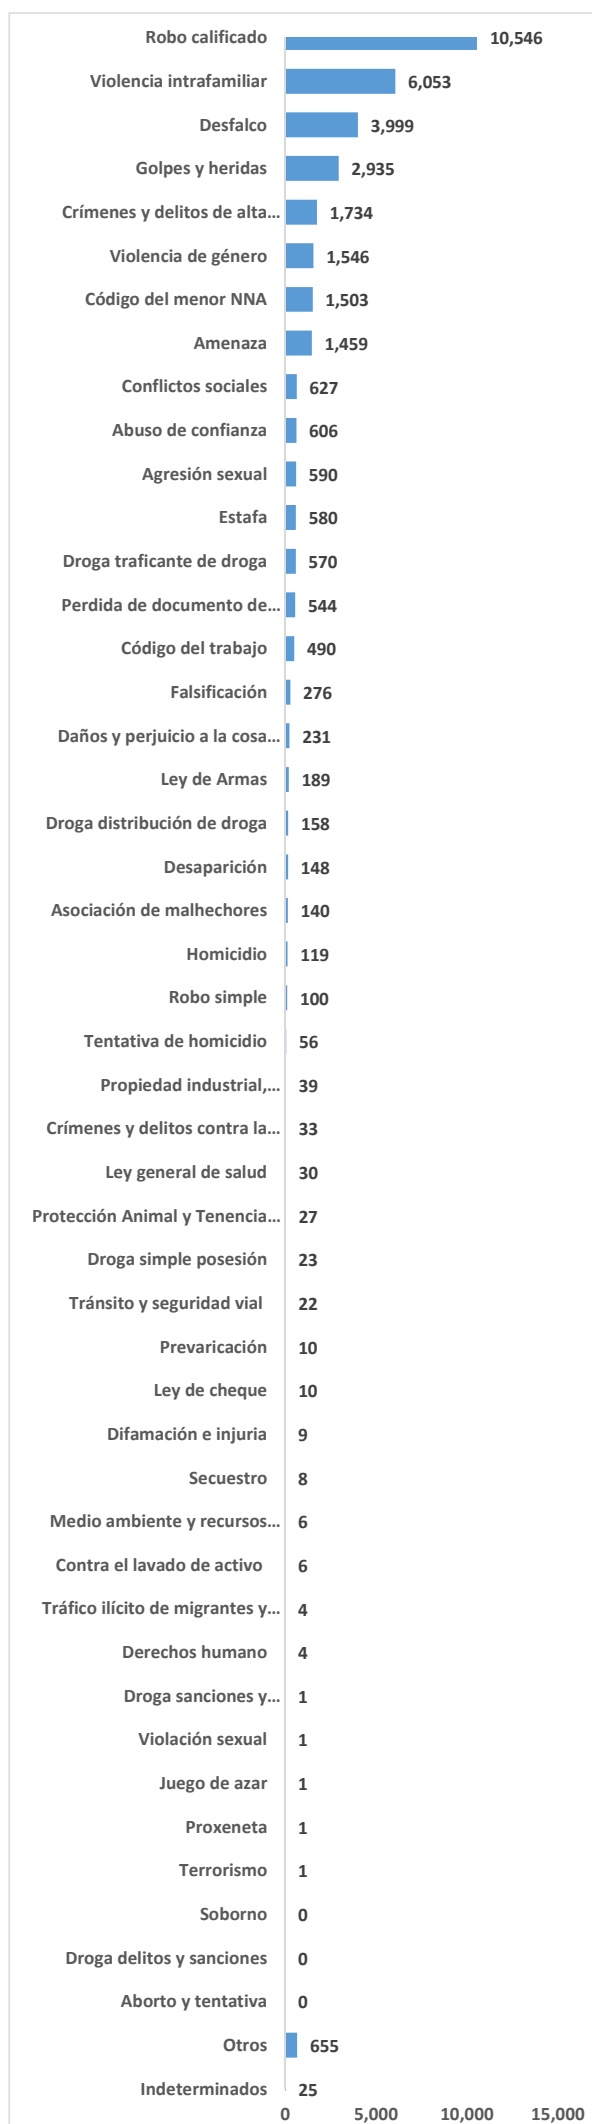 Robo calificado 10,546
Violencia intrafamiliar 6,053
Desfalco 3,999
Golpes y heridas 2,935
Crímenes y delitos de alta… 1,734
Violencia de género 1,546
Código del menor NNA 1,503
Amenaza 1,459
Conflictos sociales 627
Abuso de confianza 606
Agresión sexual 590
Estafa 580
Droga traficante de droga 570
Perdida de documento de… 544
Código del trabajo 490
Falsificación 276
Daños y perjuicio a la cosa… 231
Ley de Armas 189
Droga distribución de droga 158
Desaparición 148
Asociación de malhechores 140
Homicidio 119
Robo simple 100
Tentativa de homicidio 56
Propiedad industrial,… 39
Crímenes y delitos contra la… 33
Ley general de salud 30
Protección Animal y Tenencia… 27
Droga simple posesión 23
Tránsito y seguridad vial 22
Prevaricación 10
Ley de cheque 10
Difamación e injuria 9
Secuestro 8
Medio ambiente y recursos… 6
Contra el lavado de activo 6
Tráfico ilícito de migrantes y… 4
Derechos humano 4
Droga sanciones y… 1
Violación sexual 1
Juego de azar 1
Proxeneta 1
Terrorismo 1
Soborno 0
Droga delitos y sanciones 0
Aborto y tentativa 0
Otros 655
Indeterminados 25
0 5,000 10,000 15,000